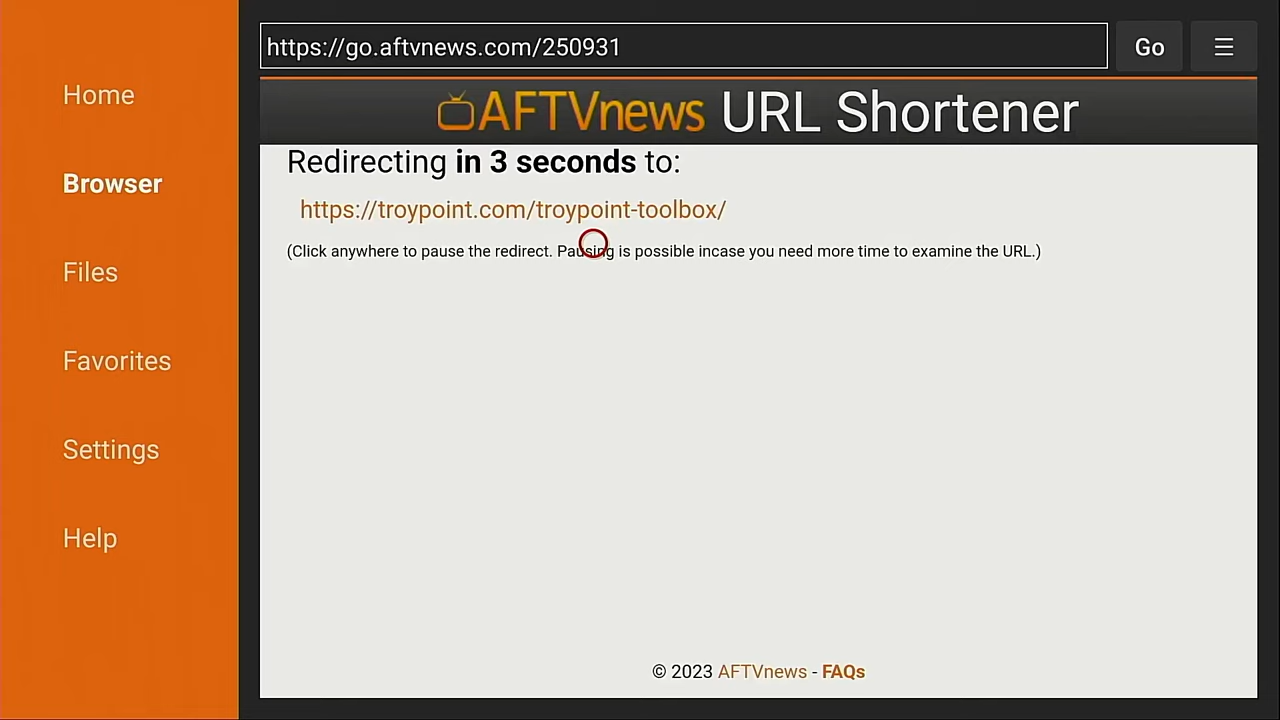 Home
Browser
Files
Favorites
Settings
Help
https://go.aftvnews.com/250931
Go
AFTVnews URL Shortener
Redirecting in 3 seconds to:
https://troypoint.com/troypoint-toolbox/
(Click anywhere to pause the redirect. Pausing is possible incase you need more time to examine the URL.)
© 2023 AFTVnews - FAQs